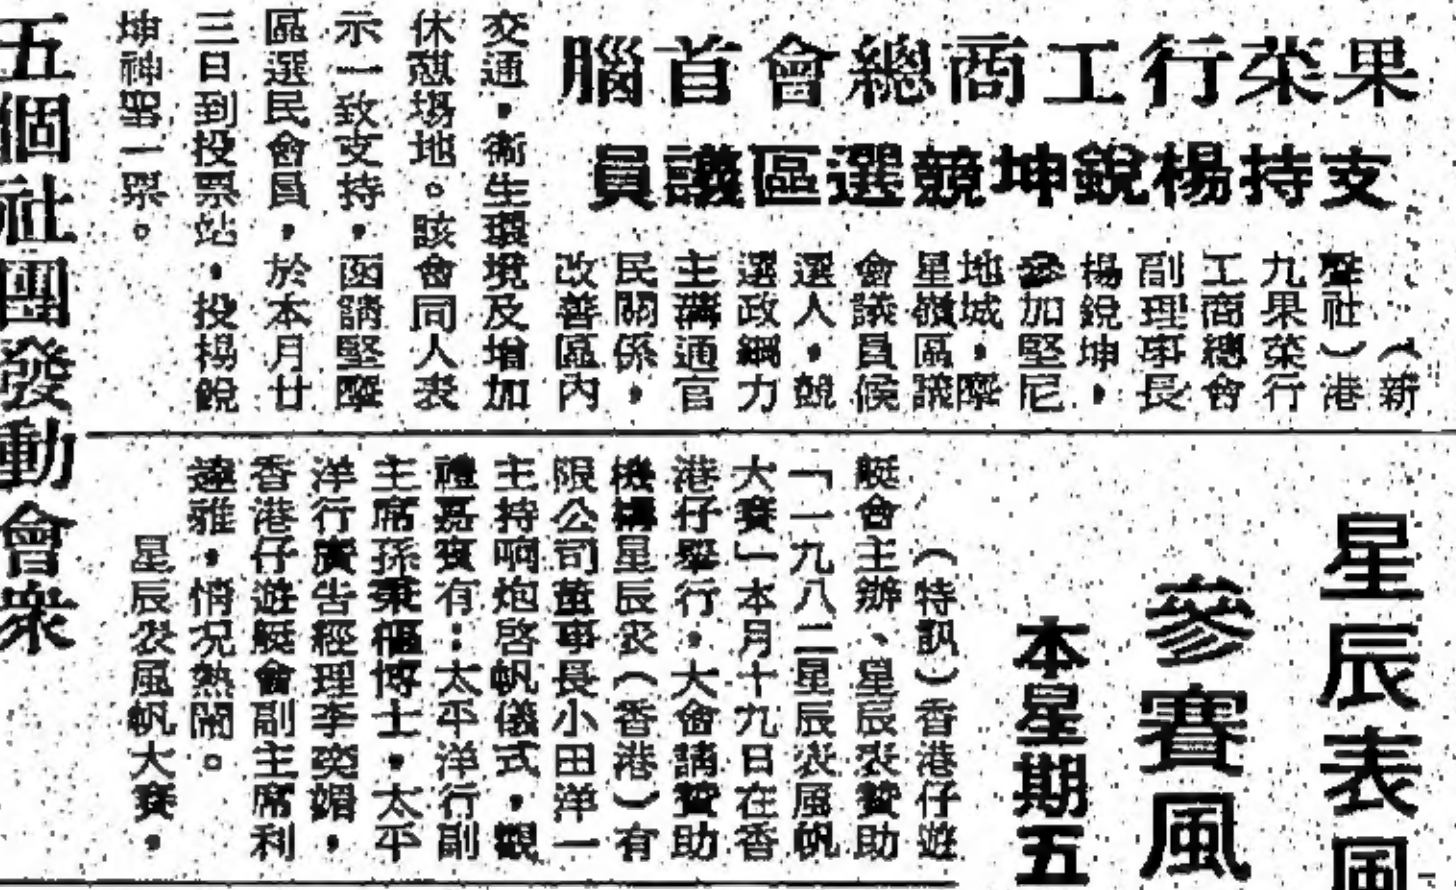 果菜行工商總會首腦
支持楊銳坤競選區議員
（新
聲社）港
九果菜行
工商總會
副理事長
楊銳坤，
參加堅尼
地城，摩
星嶺區議
會議員候
選人，競
選政綱力
主溝通官
民關係，
改善區內
交通，衞生環境及增加
休憩塲地。該會同人表
示一致支持，函請堅摩
區選民會員，於本月廿
三日到投票站，投楊銳
坤神聖一票。
五個社團發動會衆
星辰表風
參賽風
本星期五
（特訊）香港仔遊
艇會主辦、星辰表贊助
「一九八二星辰表風帆
大賽」本月十九日在香
港仔舉行，大會請贊助
機構星辰表（香港）有
限公司董事長小田洋一
主持响炮啓帆儀式，觀
禮嘉賓有：太平洋行副
主席孫秉樞博士，太平
洋行廣告經理李奕媚，
香港仔遊艇會副主席利
達雅，情况熱鬧。
星辰表風帆大賽，